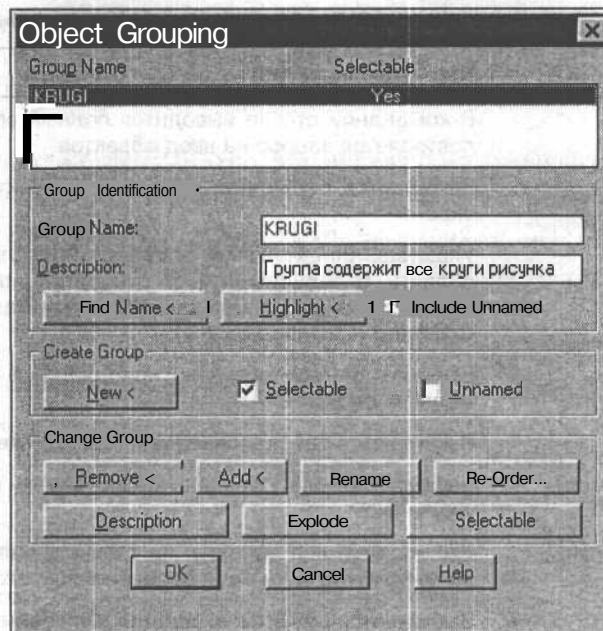 Object Grouping
Group Name Selectable
KRUGI Yes
Group Identification
Group Name: KRUGI
Description: Группа содержит все круги рисунка
Find Name < Highlight < Include Unnamed
Create Group
New < Selectable Unnamed
Change Group
Remove < Add < Rename Re-Order...
Description Explode Selectable
OK Cancel Help